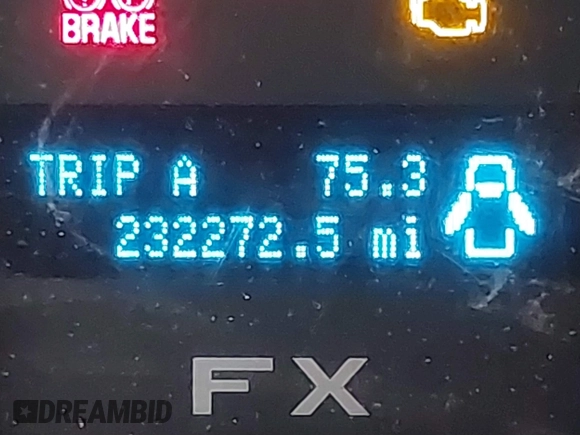 BRAKE
TRIP A 75.3
232272.5 mi
FX
DREAMBID